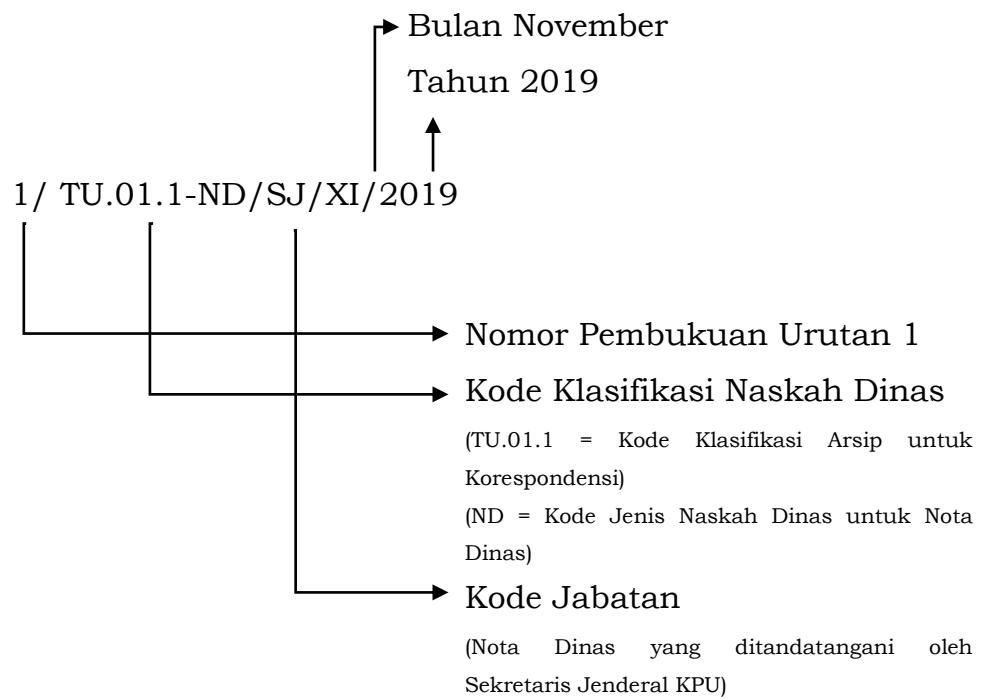 Bulan November
Tahun 2019
1/ TU.01.1-ND/SJ/XI/2019
Nomor Pembukuan Urutan 1
Kode Klasifikasi Naskah Dinas
(TU.01.1 = Kode Klasifikasi Arsip untuk
Korespondensi)
(ND = Kode Jenis Naskah Dinas untuk Nota
Dinas)
Kode Jabatan
(Nota Dinas yang ditandatangani oleh
Sekretaris Jenderal KPU)